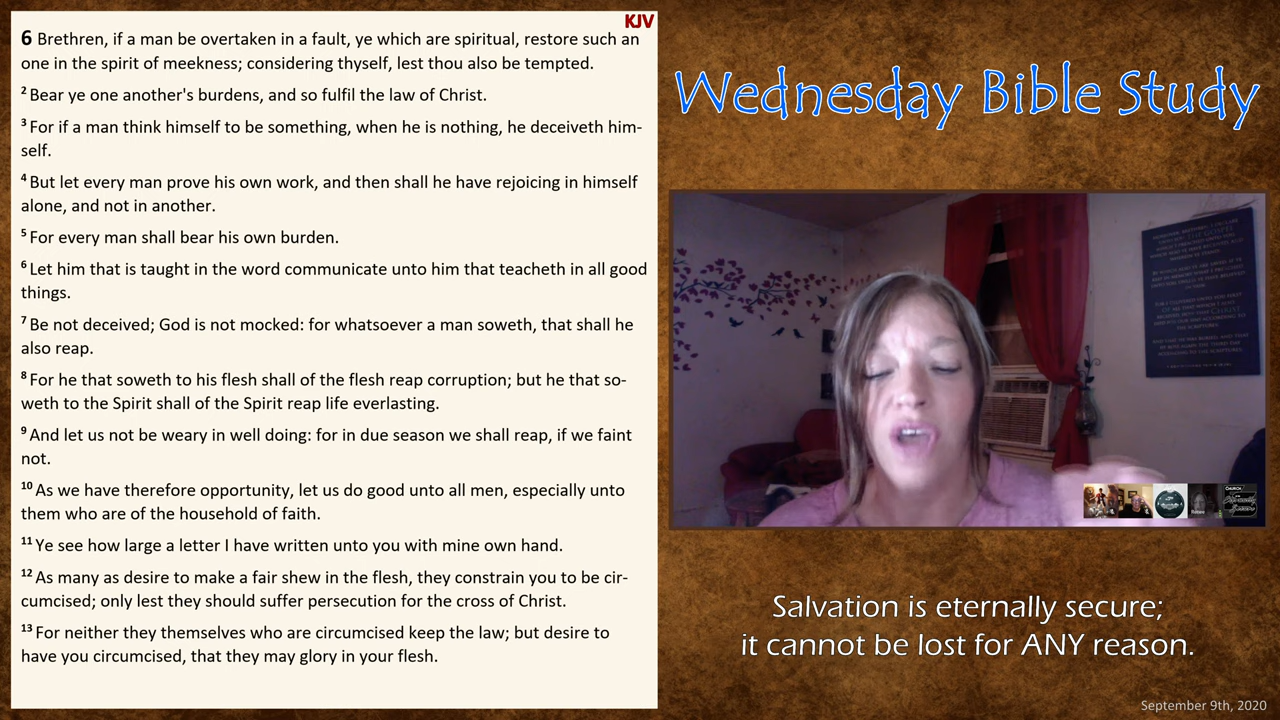 KJV
6 Brethren, if a man be overtaken in a fault, ye which are spiritual, restore such an
one in the spirit of meekness; considering thyself, lest thou also be tempted.
2 Bear ye one another's burdens, and so fulfil the law of Christ.
3 For if a man think himself to be something, when he is nothing, he deceiveth him-
self.
4 But let every man prove his own work, and then shall he have rejoicing in himself
alone, and not in another.
5 For every man shall bear his own burden.
6 Let him that is taught in the word communicate unto him that teacheth in all good
things.
7 Be not deceived; God is not mocked: for whatsoever a man soweth, that shall he
also reap.
8 For he that soweth to his flesh shall of the flesh reap corruption; but he that so-
weth to the Spirit shall of the Spirit reap life everlasting.
9 And let us not be weary in well doing: for in due season we shall reap, if we faint
not.
10 As we have therefore opportunity, let us do good unto all men, especially unto
them who are of the household of faith.
11 Ye see how large a letter I have written unto you with mine own hand.
12 As many as desire to make a fair shew in the flesh, they constrain you to be cir-
cumcised; only lest they should suffer persecution for the cross of Christ.
13 For neither they themselves who are circumcised keep the law; but desire to
have you circumcised, that they may glory in your flesh.
Wednesday Bible Study
THE GOSPEL
CHRIST
THE SCRIPTURES.
CHURCH
Salvation is eternally secure;
it cannot be lost for ANY reason.
September 9th, 2020